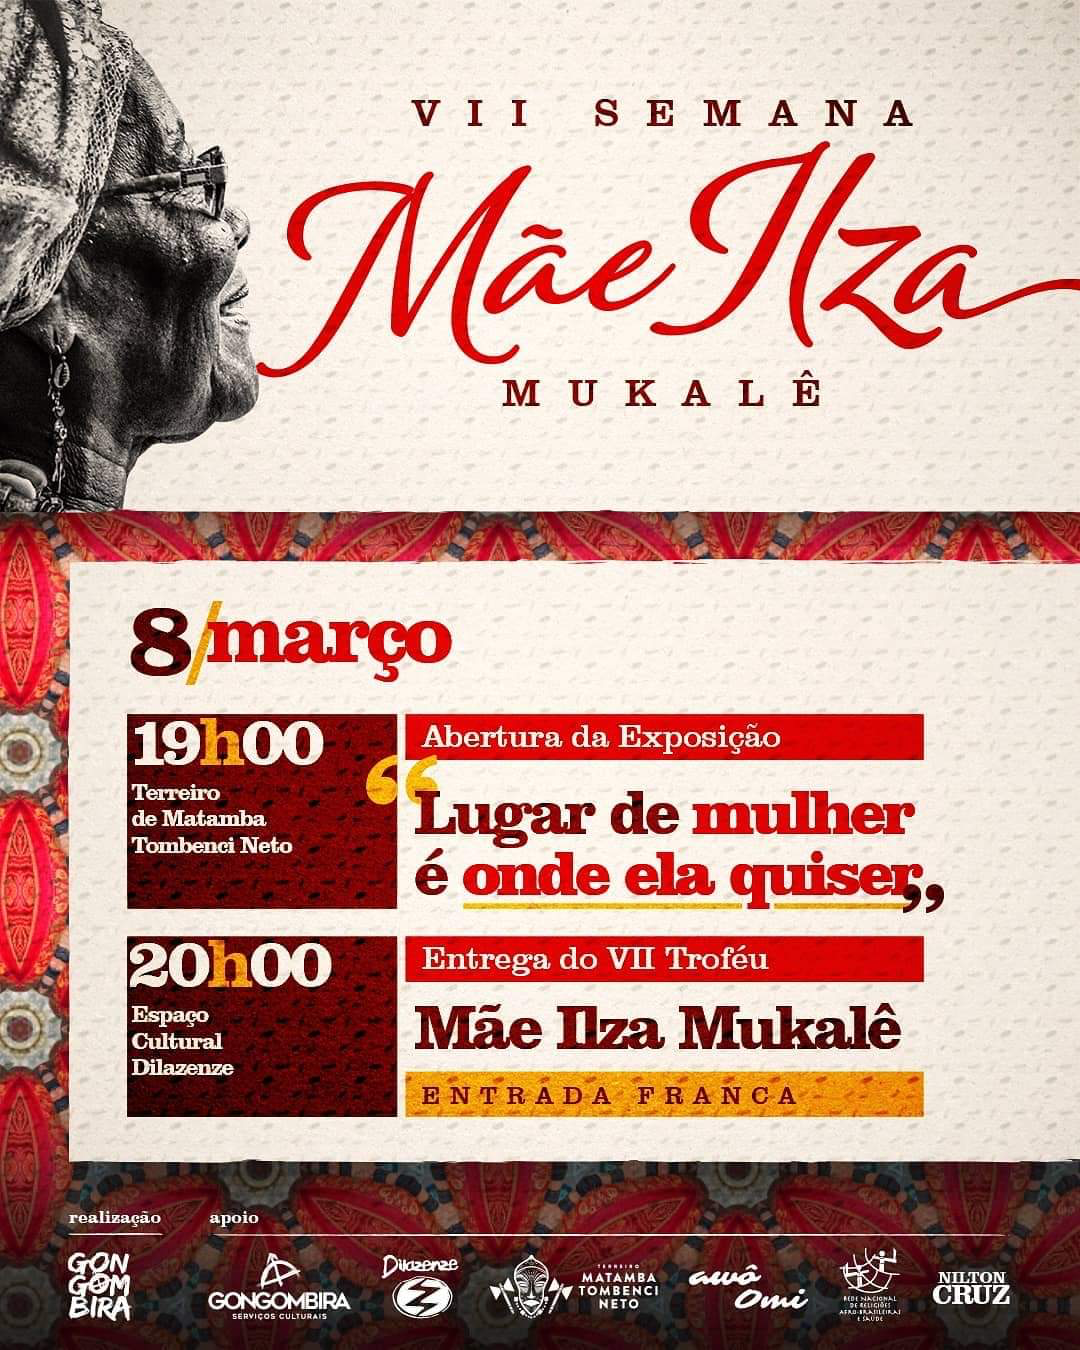 VII SEMANA
Mãe Ilza
MUKALÊ
8/março
19h00
Terreiro
de Matamba
Tombenci Neto
Abertura da Exposição
“Lugar de mulher
é onde ela quiser”
20h00
Espaço
Cultural
Dilazenze
Entrega do VII Troféu
Mãe Ilza Mukalê
ENTRADA FRANCA
realização
apoio
GON
GOM
BIRA
GONGOMBIRA
SERVIÇOS CULTURAIS
Dilazenze
TERREIRO
MATAMBA
TOMBENCI
NETO
awô
omi
REDE NACIONAL
DE RELIGIÕES
AFRO-BRASILEIRAS
E SAÚDE
NILTON
CRUZ